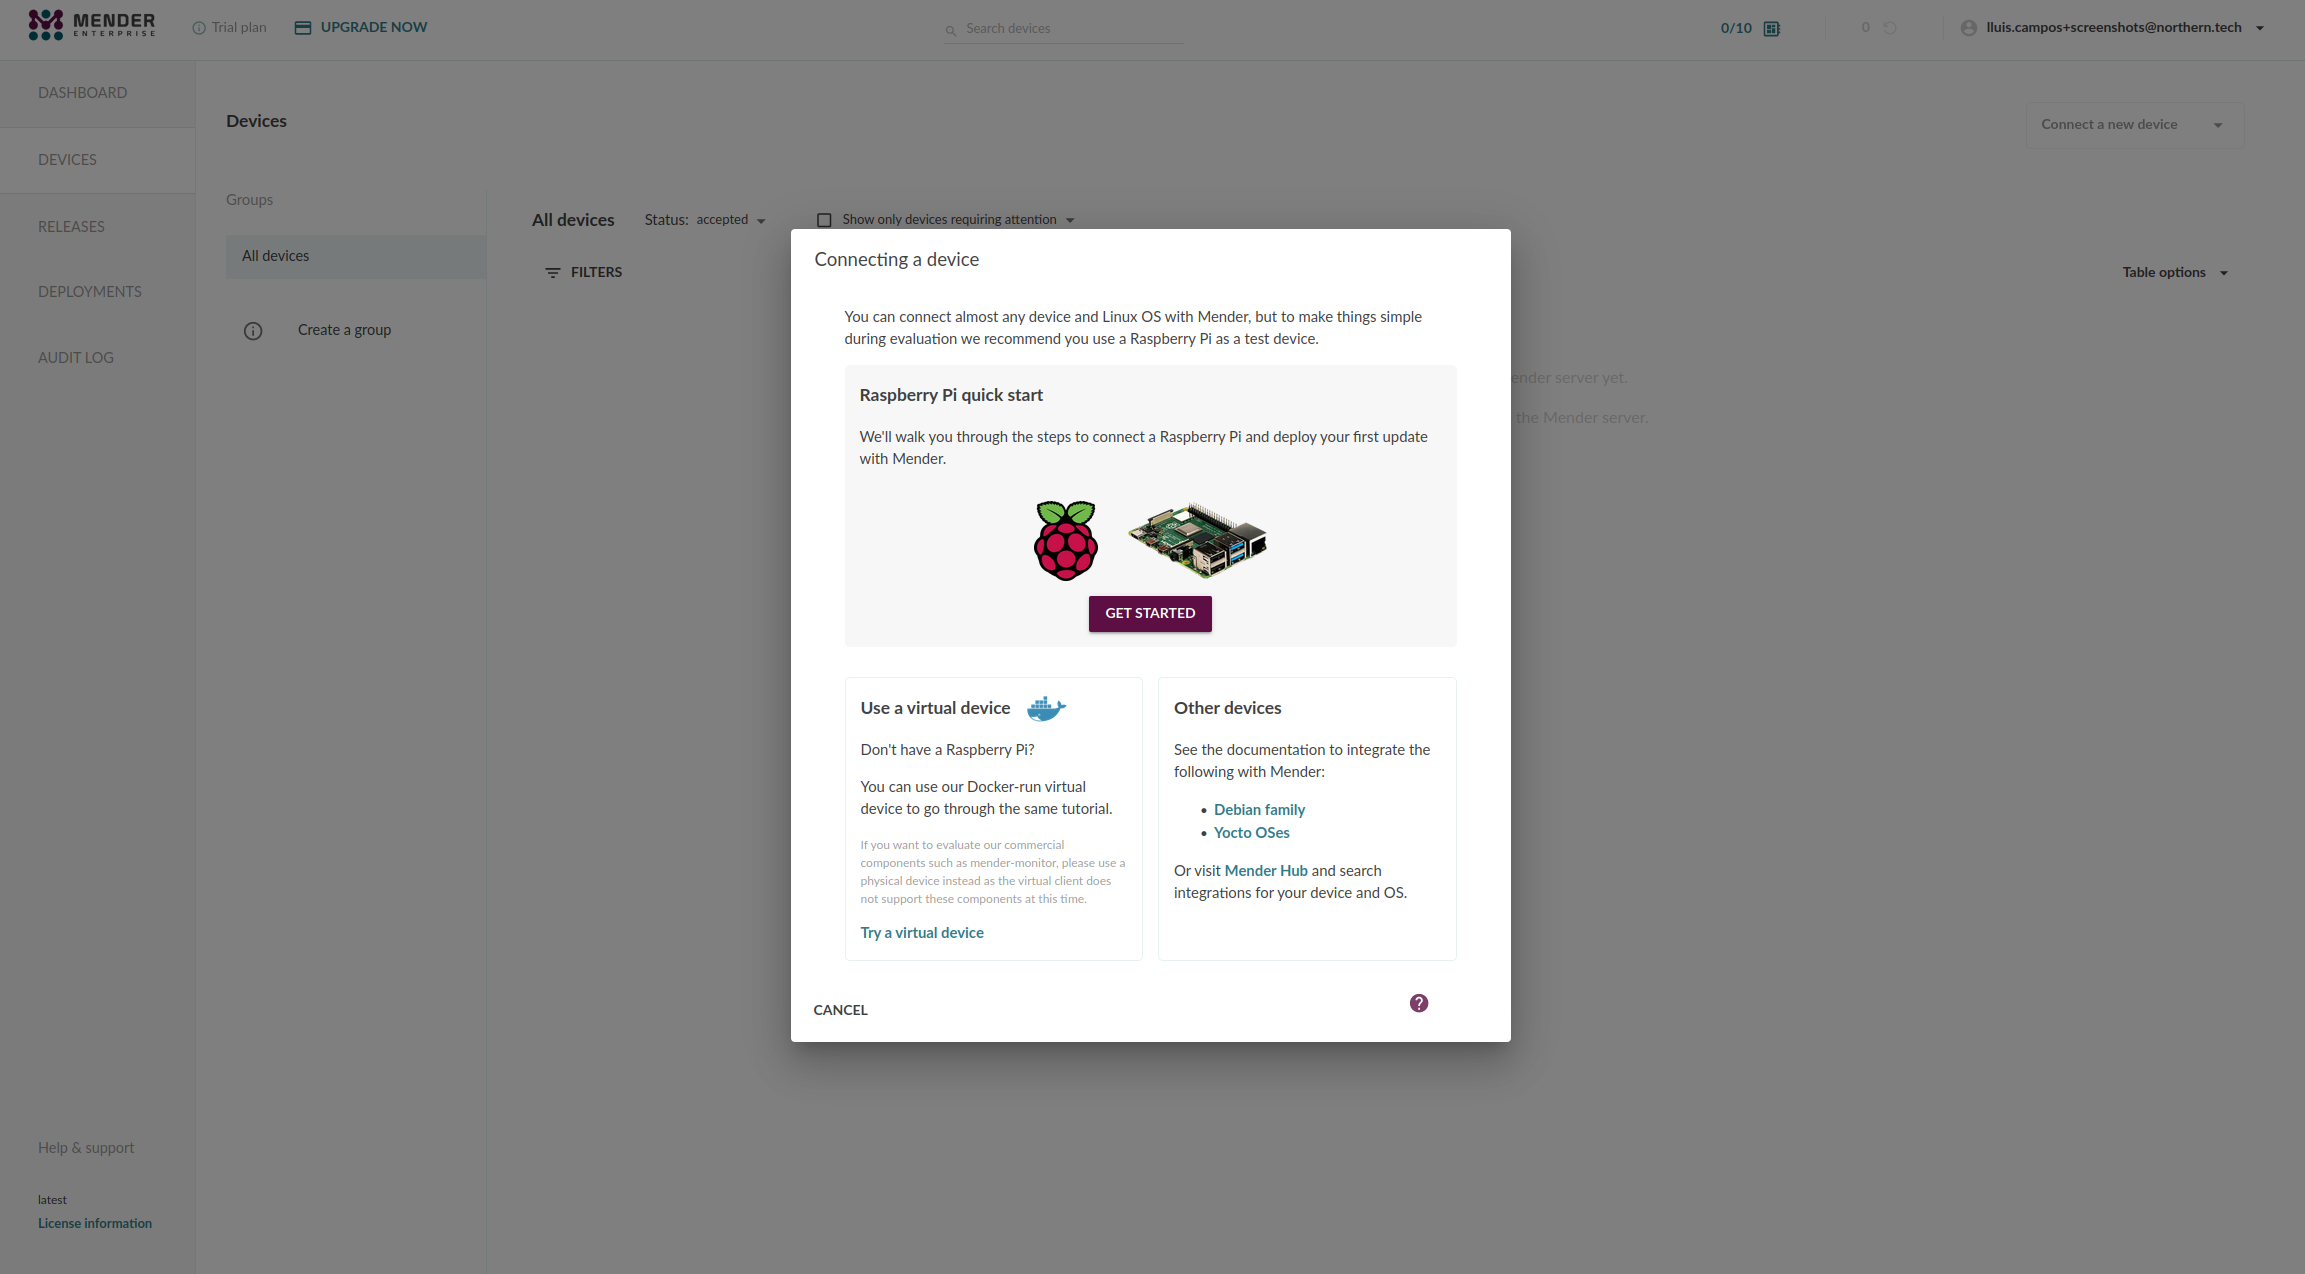 MENDER
ENTERPRISE
Trial plan
UPGRADE NOW
Search devices
0/10
0
lluis.campos+screenshots@northern.tech
DASHBOARD
DEVICES
RELEASES
DEPLOYMENTS
AUDIT LOG
Help & support
latest
License information
Devices
Connect a new device
Groups
All devices
Create a group
All devices
Status: accepted
Show only devices requiring attention
FILTERS
Table options
ender server yet.
the Mender server.
Connecting a device
You can connect almost any device and Linux OS with Mender, but to make things simple
during evaluation we recommend you use a Raspberry Pi as a test device.
Raspberry Pi quick start
We'll walk you through the steps to connect a Raspberry Pi and deploy your first update
with Mender.
GET STARTED
Use a virtual device
Don't have a Raspberry Pi?
You can use our Docker-run virtual
device to go through the same tutorial.
If you want to evaluate our commercial
components such as mender-monitor, please use a
physical device instead as the virtual client does
not support these components at this time.
Try a virtual device
Other devices
See the documentation to integrate the
following with Mender:
• Debian family
• Yocto OSes
Or visit Mender Hub and search
integrations for your device and OS.
CANCEL
?